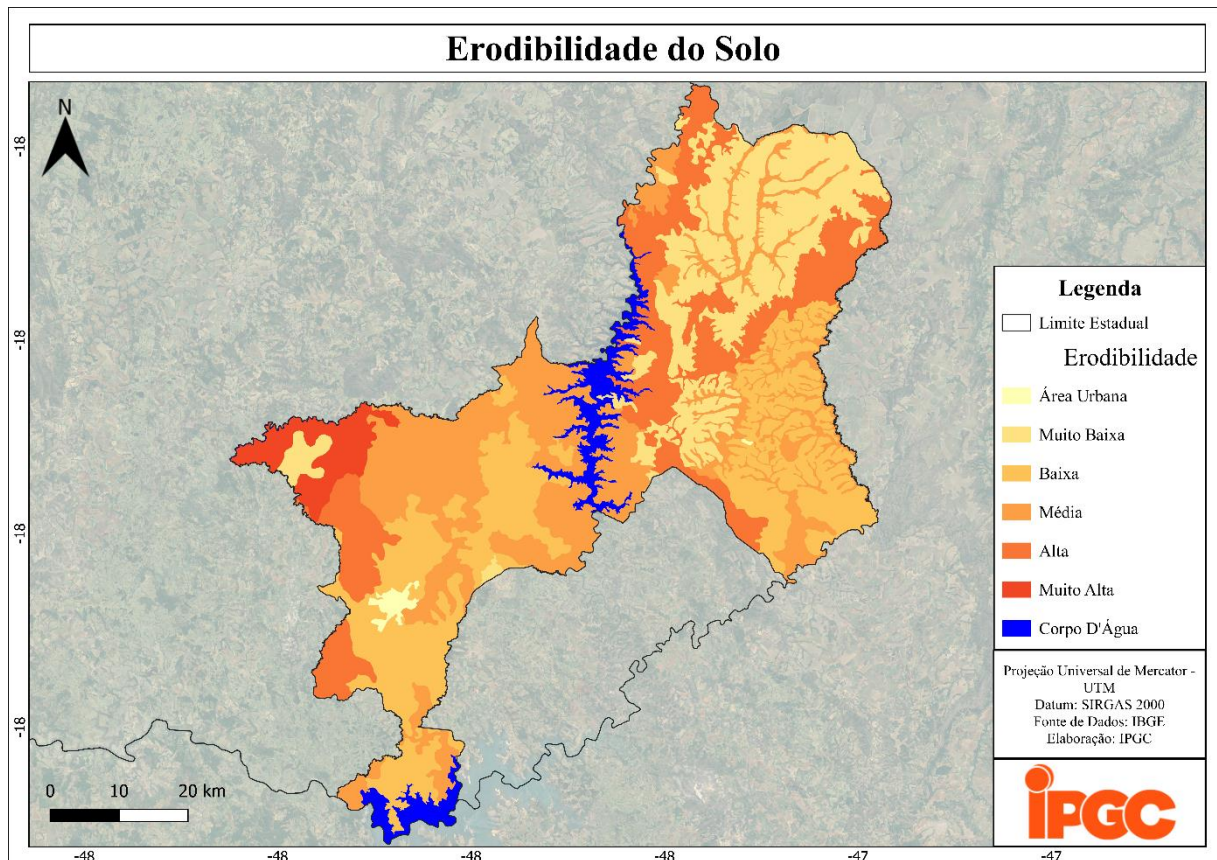 Erodibilidade do Solo
N
-18
-18
-18
-18
0 10 20 km
-48
-48
-48
-48
-47
-47
Legenda
Limite Estadual
Erodibilidade
Área Urbana
Muito Baixa
Baixa
Média
Alta
Muito Alta
Corpo D'Água
Projeção Universal de Mercator -
UTM
Datum: SIRGAS 2000
Fonte de Dados: IBGE
Elaboração: IPGC
iPGC